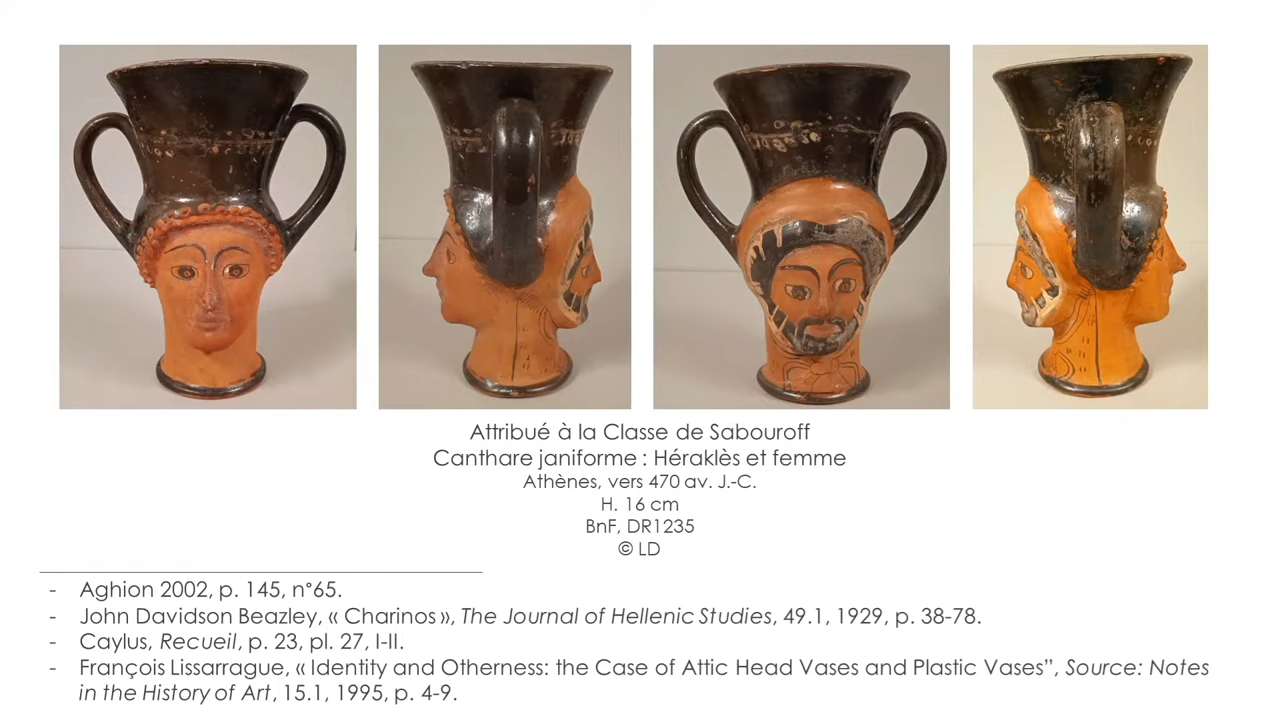 Attribué à la Classe de Sabouroff
Canthare janiforme : Héraklès et femme
Athènes, vers 470 av. J.-C.
H. 16 cm
BnF, DR1235
© LD
- Aghion 2002, p. 145, n°65.
- John Davidson Beazley, « Charinos », The Journal of Hellenic Studies, 49.1, 1929, p. 38-78.
- Caylus, Recueil, p. 23, pl. 27, I-II.
- François Lissarrague, « Identity and Otherness: the Case of Attic Head Vases and Plastic Vases”, Source: Notes
in the History of Art, 15.1, 1995, p. 4-9.